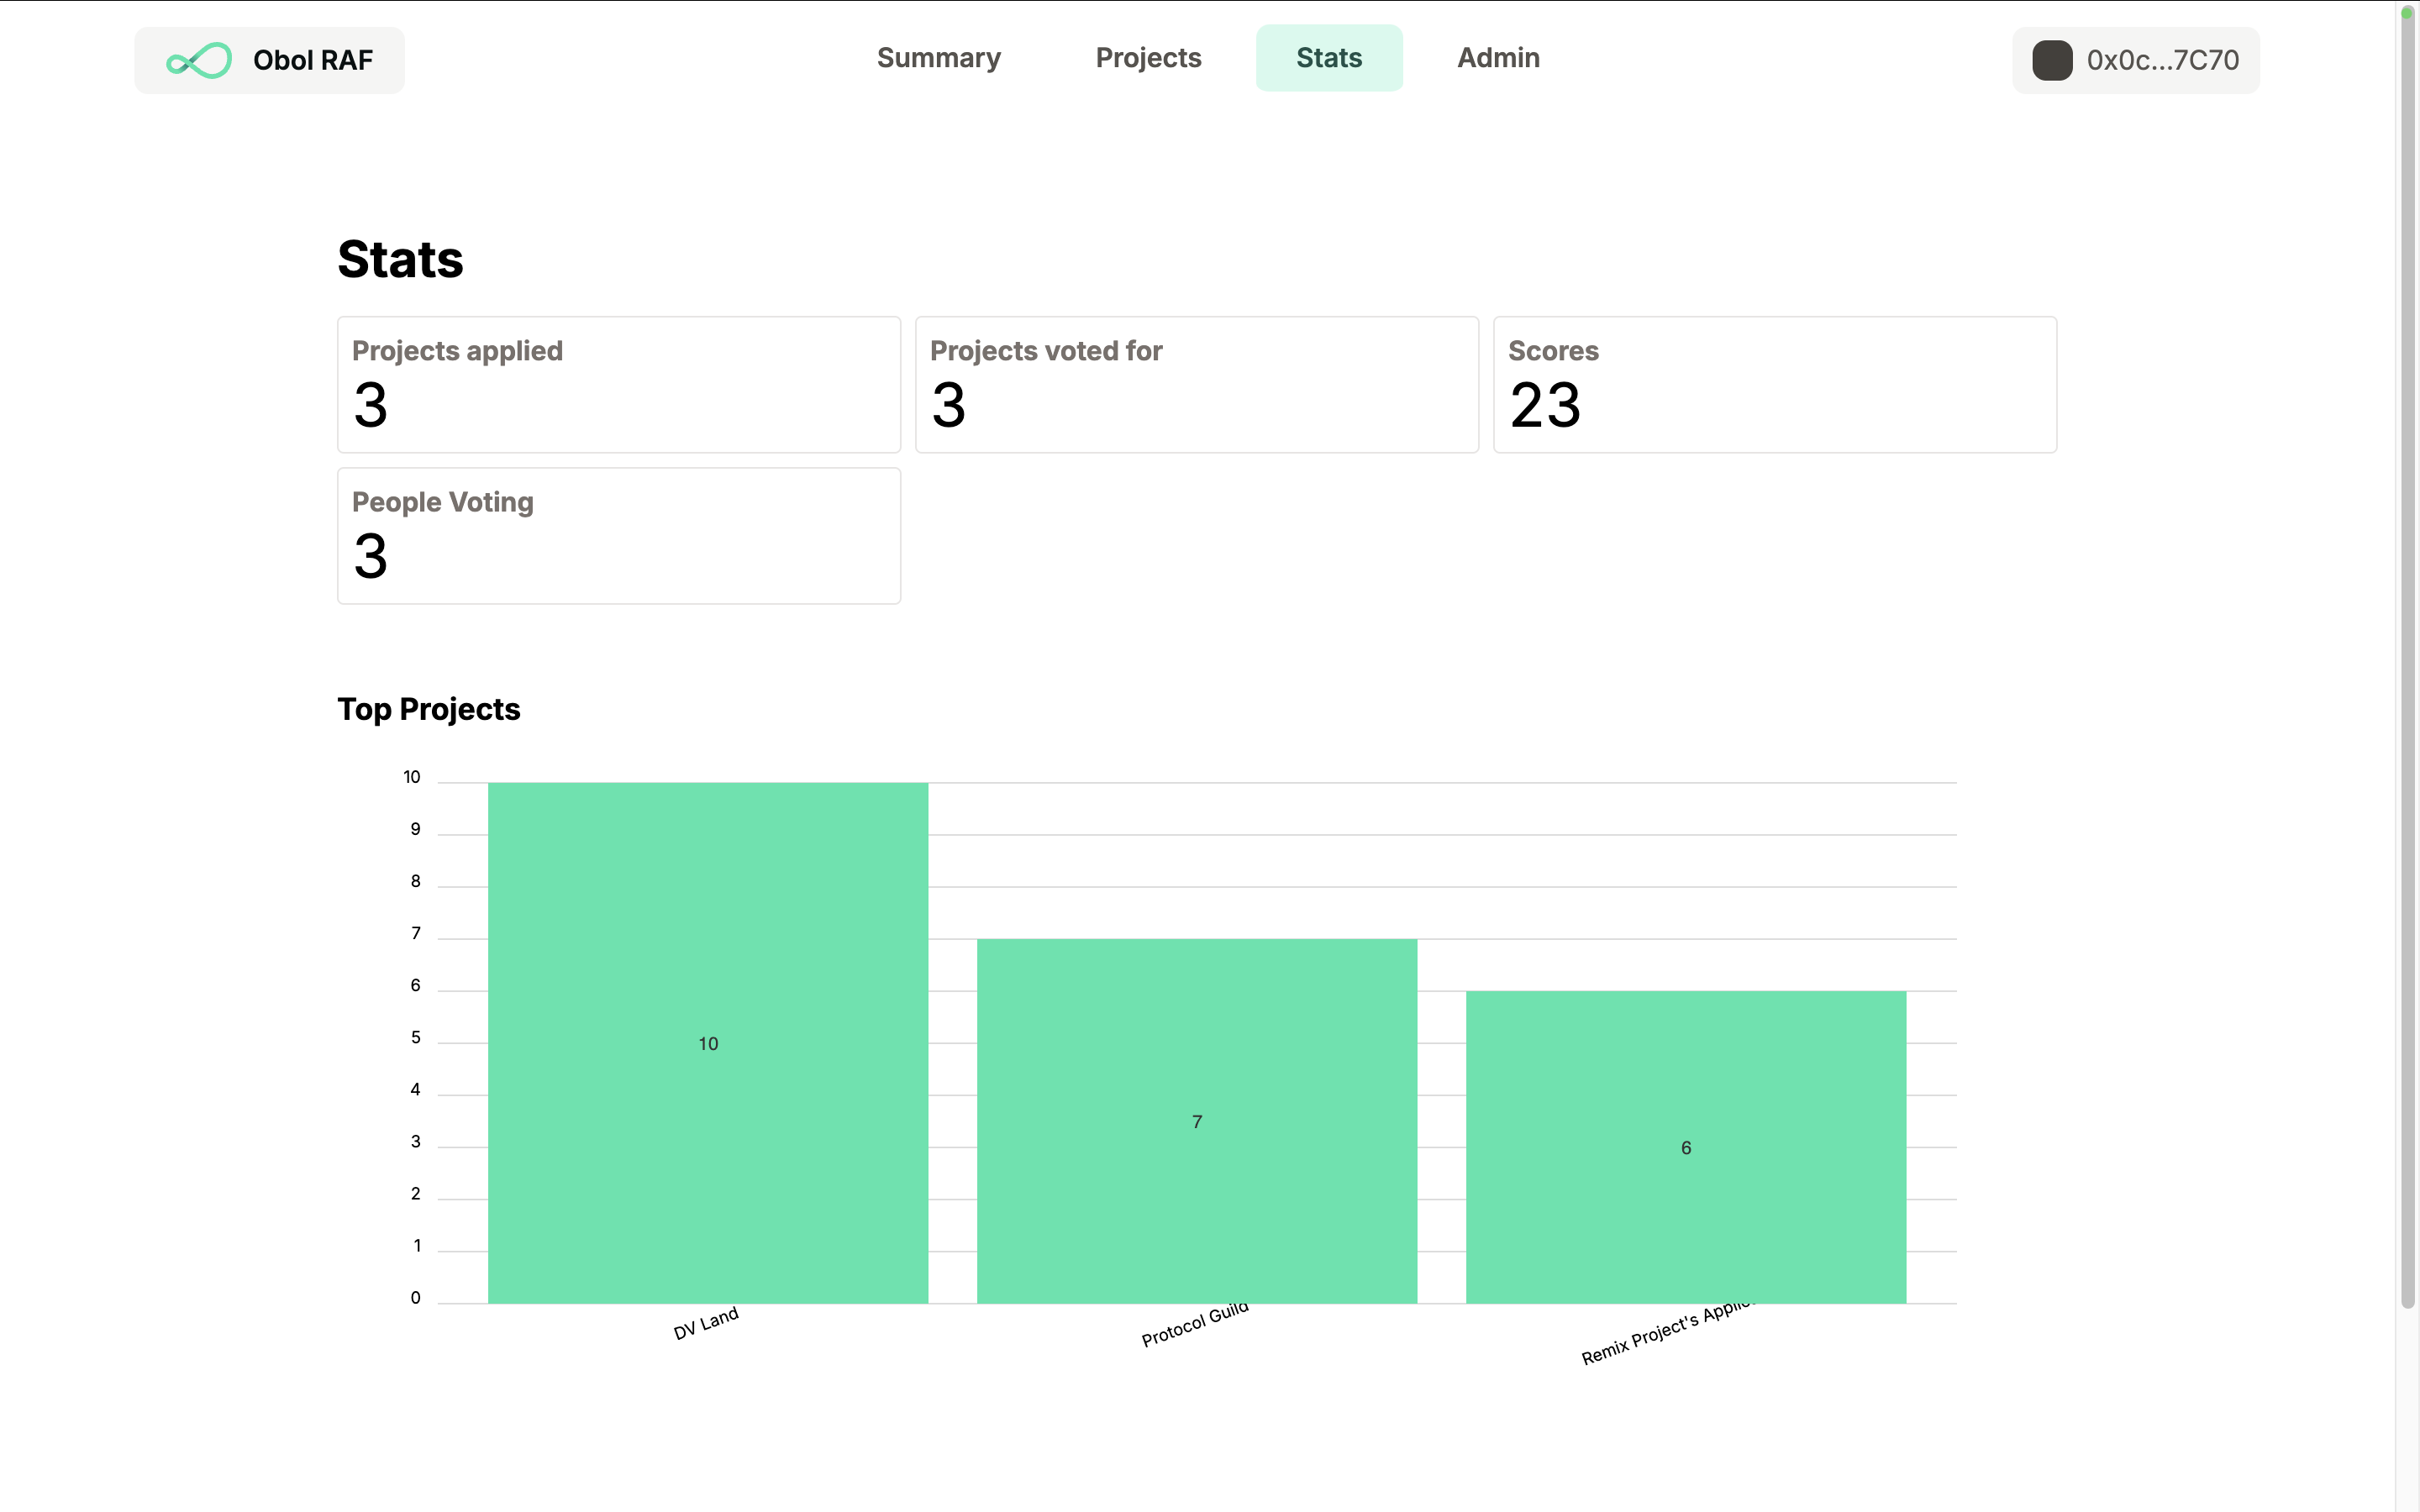 Obol RAF
Summary
Projects
Stats
Admin
0x0c...7C70
Stats
Projects applied
3
Projects voted for
3
Scores
23
People Voting
3
Top Projects
10
9
8
7
6
5
4
3
2
1
0
10
7
6
DV Land
Protocol Guild
Remix Project's